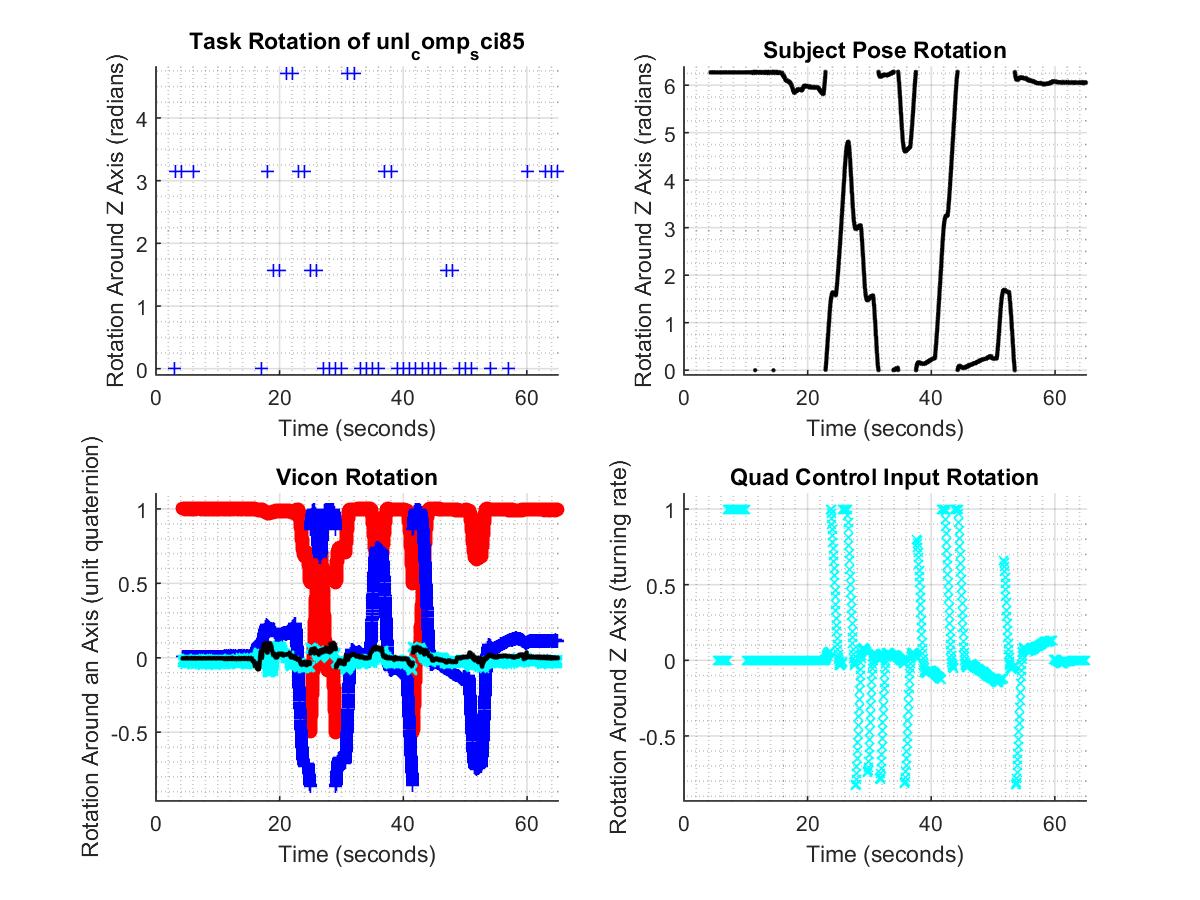 Task Rotation of unl_comp_sci85
Rotation Around Z Axis (radians)
4
3
2
1
0
0 20 40 60
Time (seconds)
Subject Pose Rotation
Rotation Around Z Axis (radians)
6
5
4
3
2
1
0
0 20 40 60
Time (seconds)
Vicon Rotation
Rotation Around an Axis (unit quaternion)
1
0.5
0
-0.5
0 20 40 60
Time (seconds)
Quad Control Input Rotation
Rotation Around Z Axis (turning rate)
1
0.5
0
-0.5
0 20 40 60
Time (seconds)